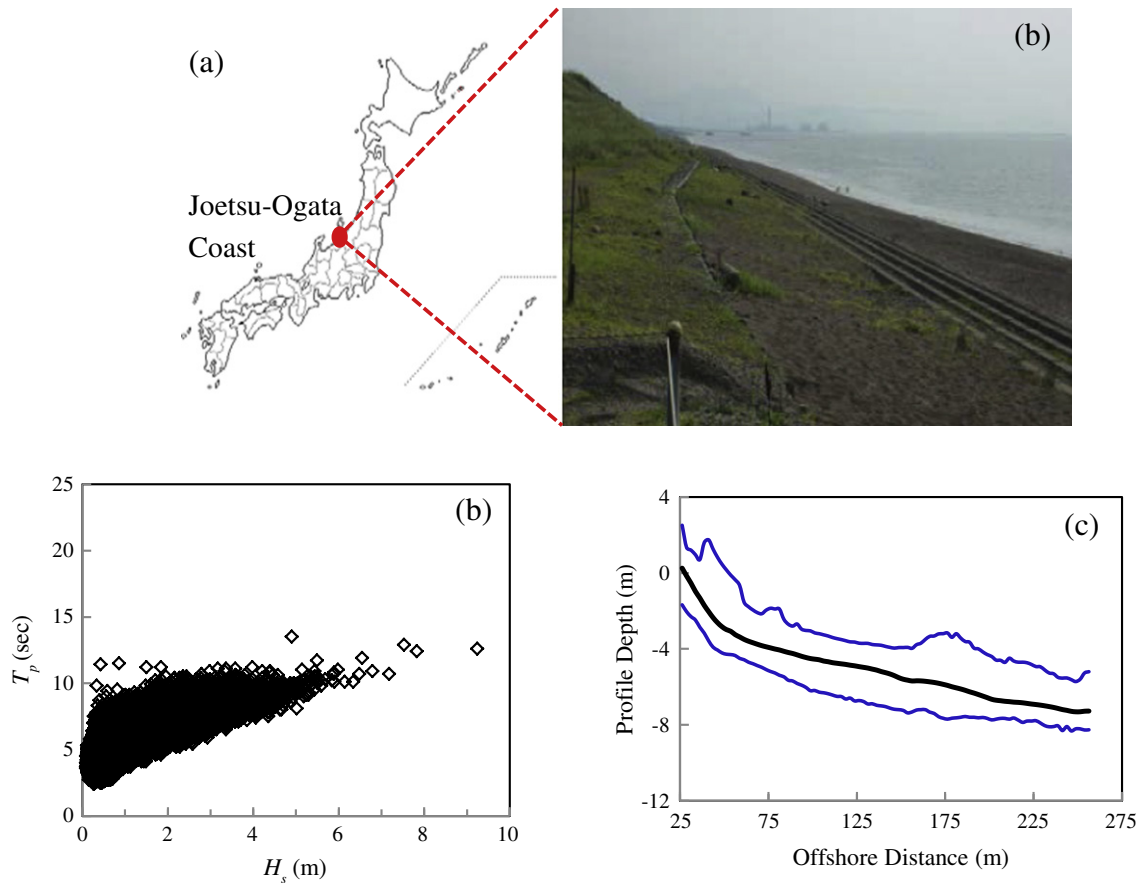 (a)
(b)
Joetsu-Ogata
Coast
(b)
25
20
15
10
5
0
T_p (sec)
0 2 4 6 8 10
H_s (m)
(c)
4
0
-4
-8
-12
Profile Depth (m)
25 75 125 175 225 275
Offshore Distance (m)